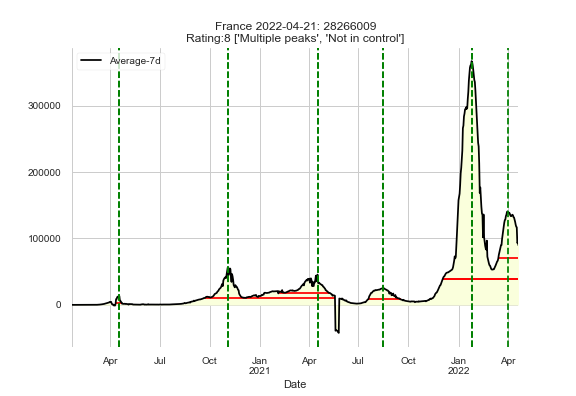 France 2022-04-21: 28266009
Rating:8 ['Multiple peaks', 'Not in control']
Average-7d
300000
200000
100000
0
Apr
Jul
Oct
Jan
2021
Apr
Jul
Oct
Jan
2022
Apr
Date